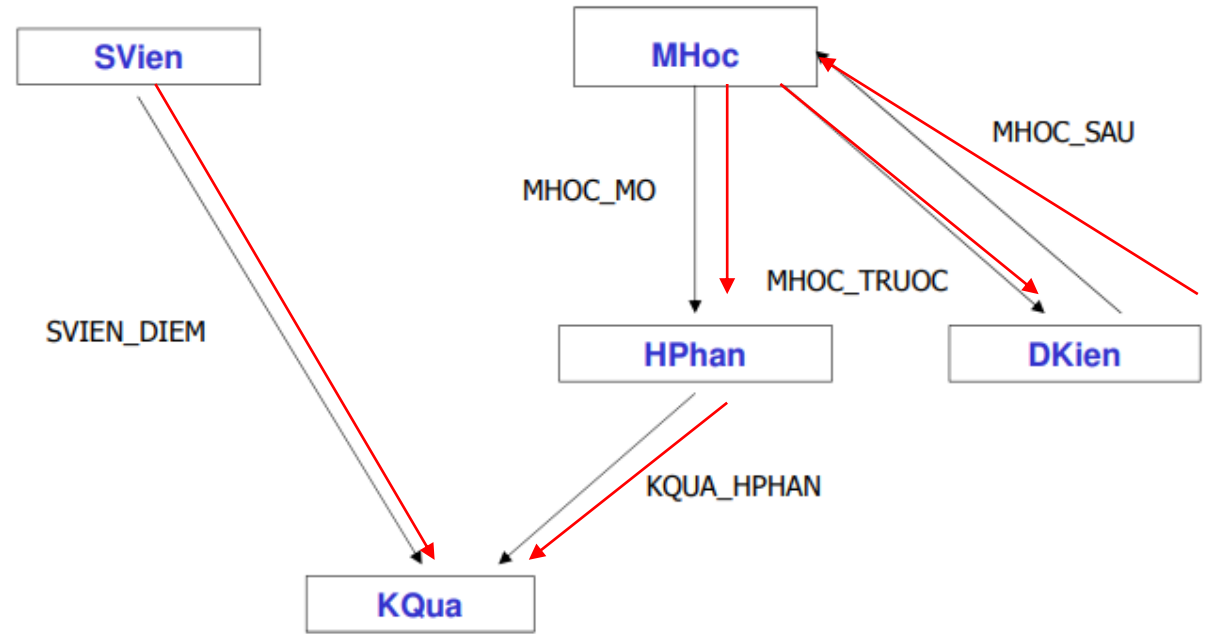 SVien
MHoc
MHOC_SAU
MHOC_MO
MHOC_TRUOC
SVIEN_DIEM
HPhan
DKien
KQUA_HPHAN
KQua